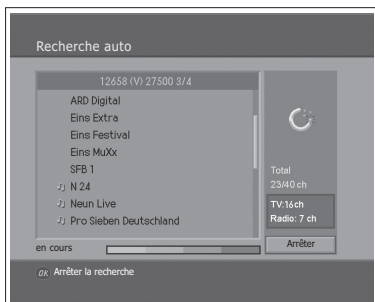 Recherche auto
12658 (V) 27500 3/4
ARD Digital
Eins Extra
Eins Festival
Eins MuXx
SFB 1
N 24
Neun Live
Pro Sieben Deutschland
Total
23/40 ch
TV:16ch
Radio: 7 ch
Arrêter
en cours
OK Arrêter la recherche